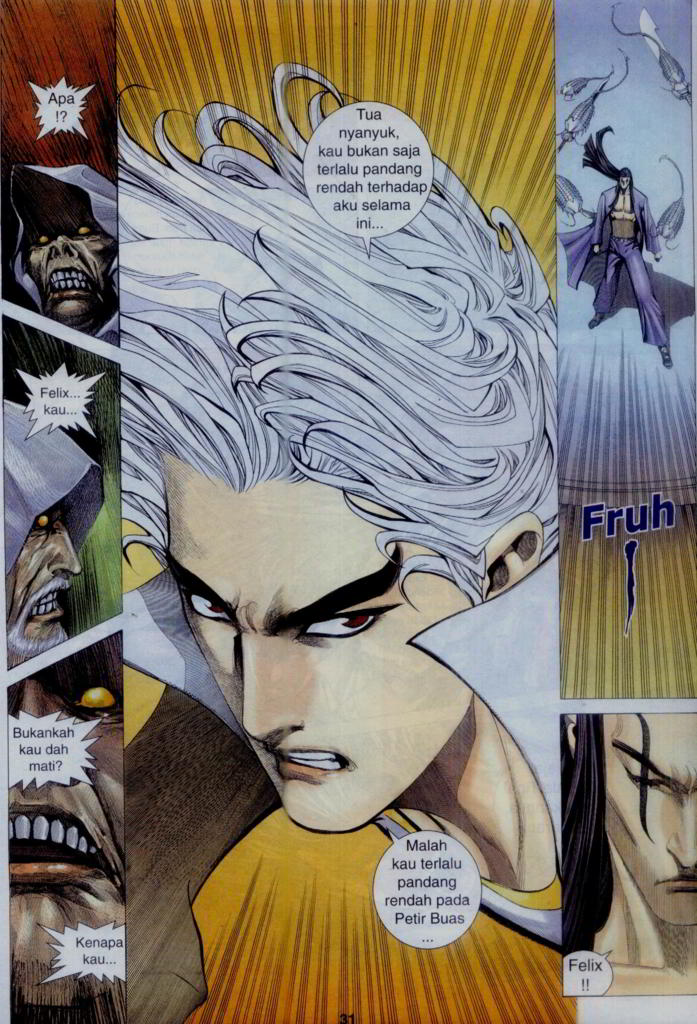 Apa
!?
Felix...
kau...
Bukankah
kau dah
mati?
Kenapa
kau...
Tua
nyanyuk,
kau bukan saja
terlalu pandang
rendah terhadap
aku selama
ini...
Malah
kau terlalu
pandang
rendah pada
Petir Buas
...
Fruh
Felix
!!
31